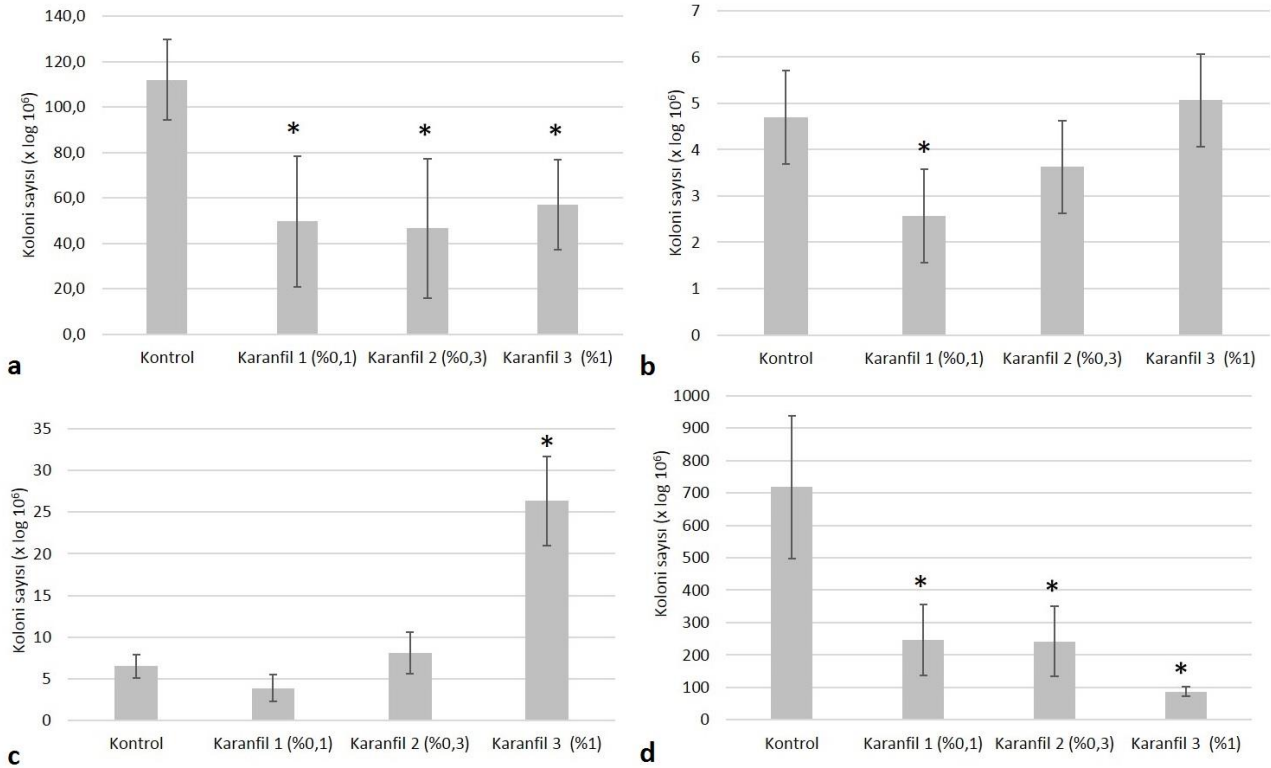 Koloni sayısı (x log 10⁶)
140,0
120,0
100,0
80,0
60,0
40,0
20,0
0,0
* * *
Kontrol Karanfil 1 (%0,1) Karanfil 2 (%0,3) Karanfil 3 (%1)
a
Koloni sayısı (x log 10⁶)
7
6
5
4
3
2
1
0
*
Kontrol Karanfil 1 (%0,1) Karanfil 2 (%0,3) Karanfil 3 (%1)
b
Koloni sayısı (x log 10⁶)
35
30
25
20
15
10
5
0
*
Kontrol Karanfil 1 (%0,1) Karanfil 2 (%0,3) Karanfil 3 (%1)
c
Koloni sayısı (x log 10⁶)
1000
900
800
700
600
500
400
300
200
100
0
* * *
Kontrol Karanfil 1 (%0,1) Karanfil 2 (%0,3) Karanfil 3 (%1)
d